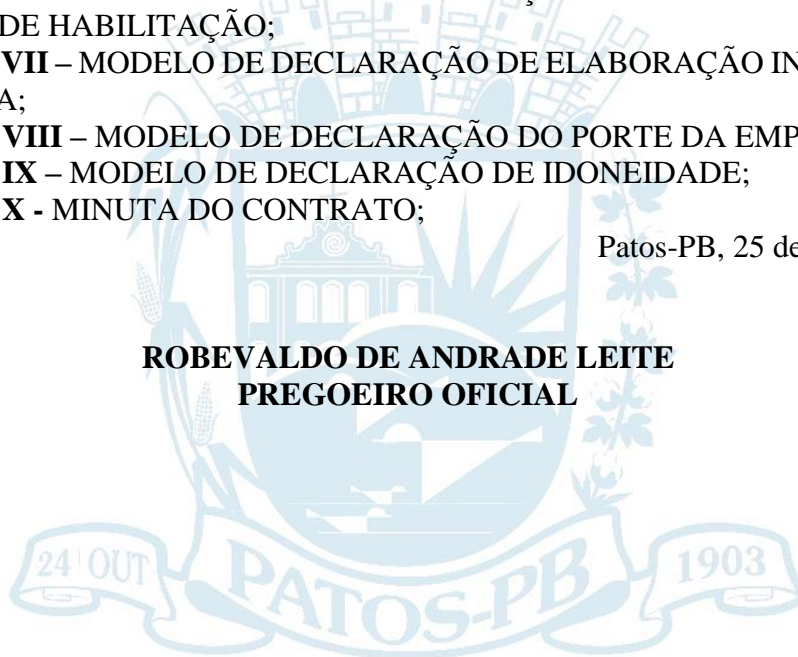 DE HABILITAÇÃO;
VII – MODELO DE DECLARAÇÃO DE ELABORAÇÃO IN
A;
VIII – MODELO DE DECLARAÇÃO DO PORTE DA EMP
IX – MODELO DE DECLARAÇÃO DE IDONEIDADE;
X - MINUTA DO CONTRATO;
Patos-PB, 25 de
ROBEVALDO DE ANDRADE LEITE
PREGOEIRO OFICIAL
24 OUT
PATOS-PB
1903